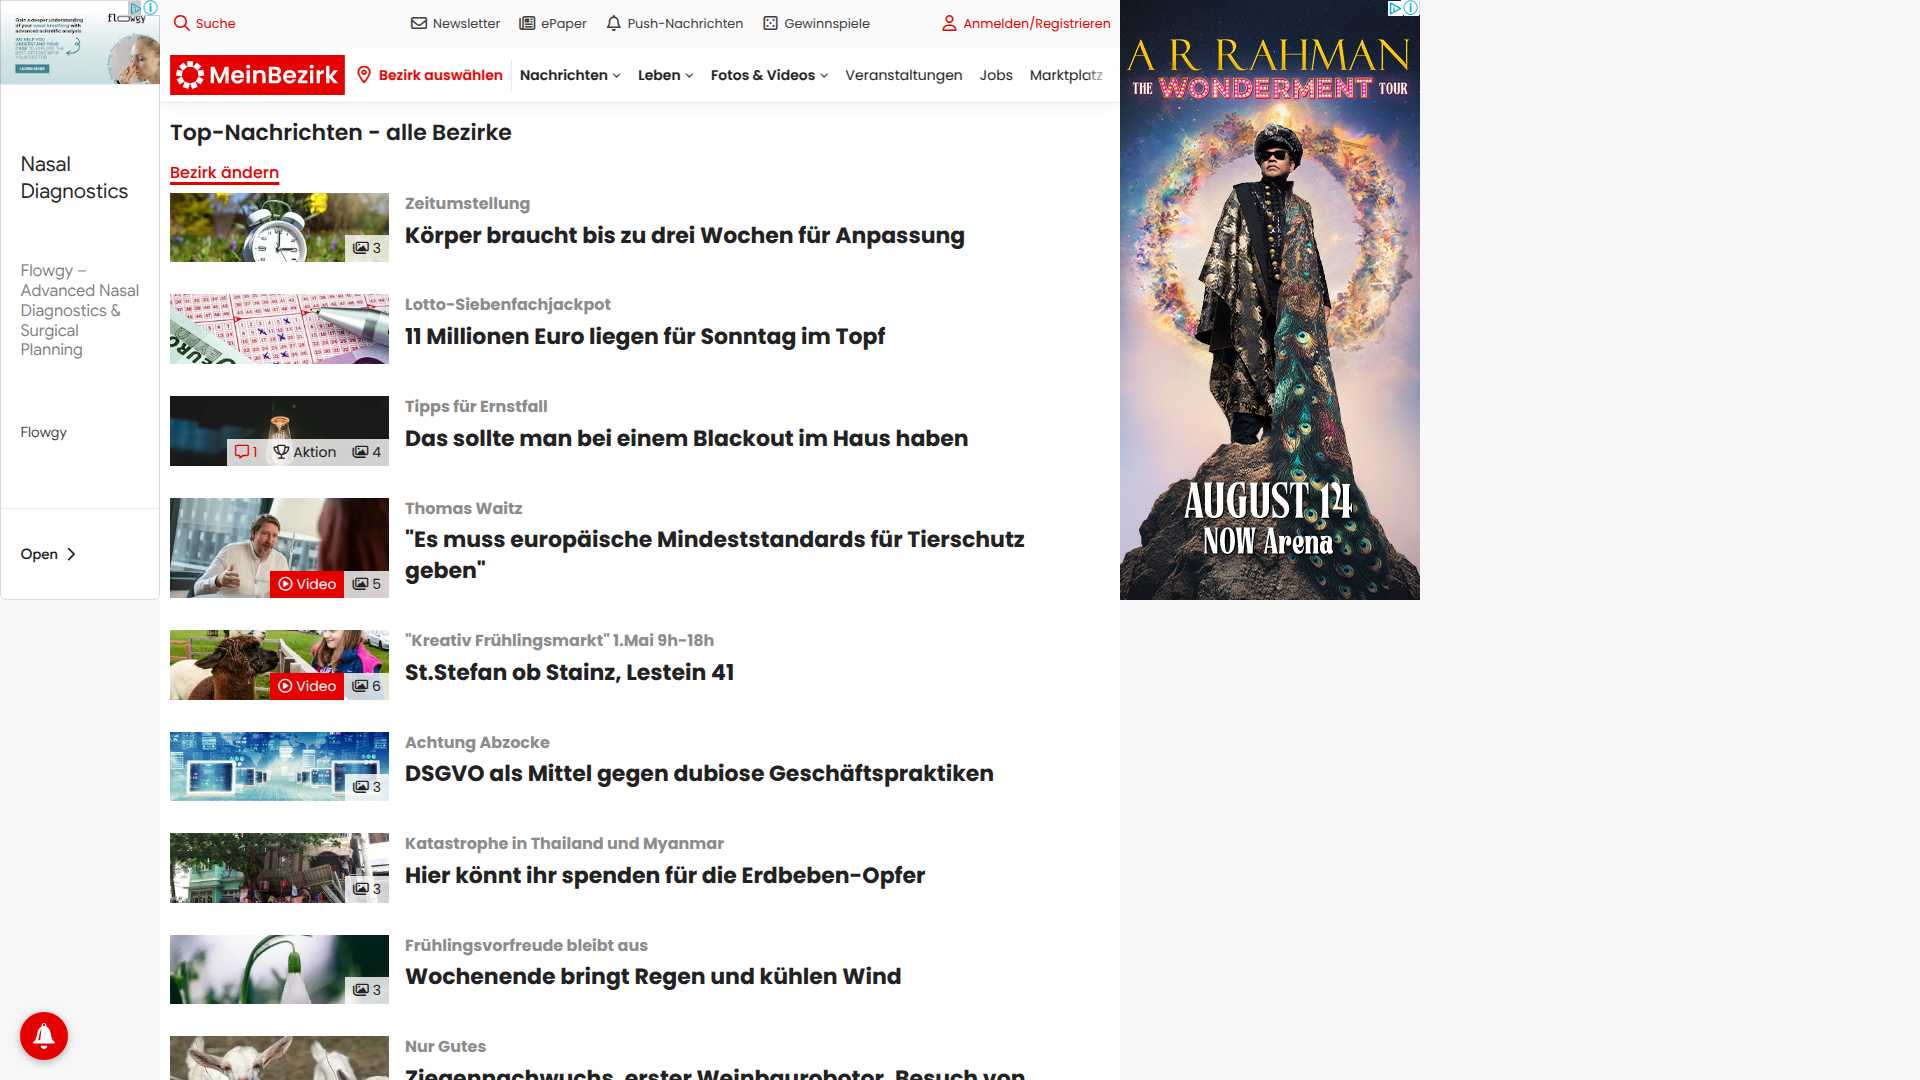 Suche
Newsletter
ePaper
Push-Nachrichten
Gewinnspiele
Anmelden/Registrieren
MeinBezirk
Bezirk auswählen
Nachrichten
Leben
Fotos & Videos
Veranstaltungen
Jobs
Marktplatz
flowgy
LEARN MORE
Nasal
Diagnostics
Flowgy –
Advanced Nasal
Diagnostics &
Surgical
Planning
Flowgy
Open
Top-Nachrichten - alle Bezirke
Bezirk ändern
3
Zeitumstellung
Körper braucht bis zu drei Wochen für Anpassung
Lotto-Siebenfachjackpot
11 Millionen Euro liegen für Sonntag im Topf
1 Aktion 4
Tipps für Ernstfall
Das sollte man bei einem Blackout im Haus haben
Video 5
Thomas Waitz
"Es muss europäische Mindeststandards für Tierschutz
geben"
Video 6
"Kreativ Frühlingsmarkt" 1.Mai 9h-18h
St.Stefan ob Stainz, Lestein 41
3
Achtung Abzocke
DSGVO als Mittel gegen dubiose Geschäftspraktiken
3
Katastrophe in Thailand und Myanmar
Hier könnt ihr spenden für die Erdbeben-Opfer
3
Frühlingsvorfreude bleibt aus
Wochenende bringt Regen und kühlen Wind
Nur Gutes
Ziegennachwuchs, erster Weinbauroboter, Besuch von
A R RAHMAN
THE WONDERMENT TOUR
AUGUST 14
NOW Arena